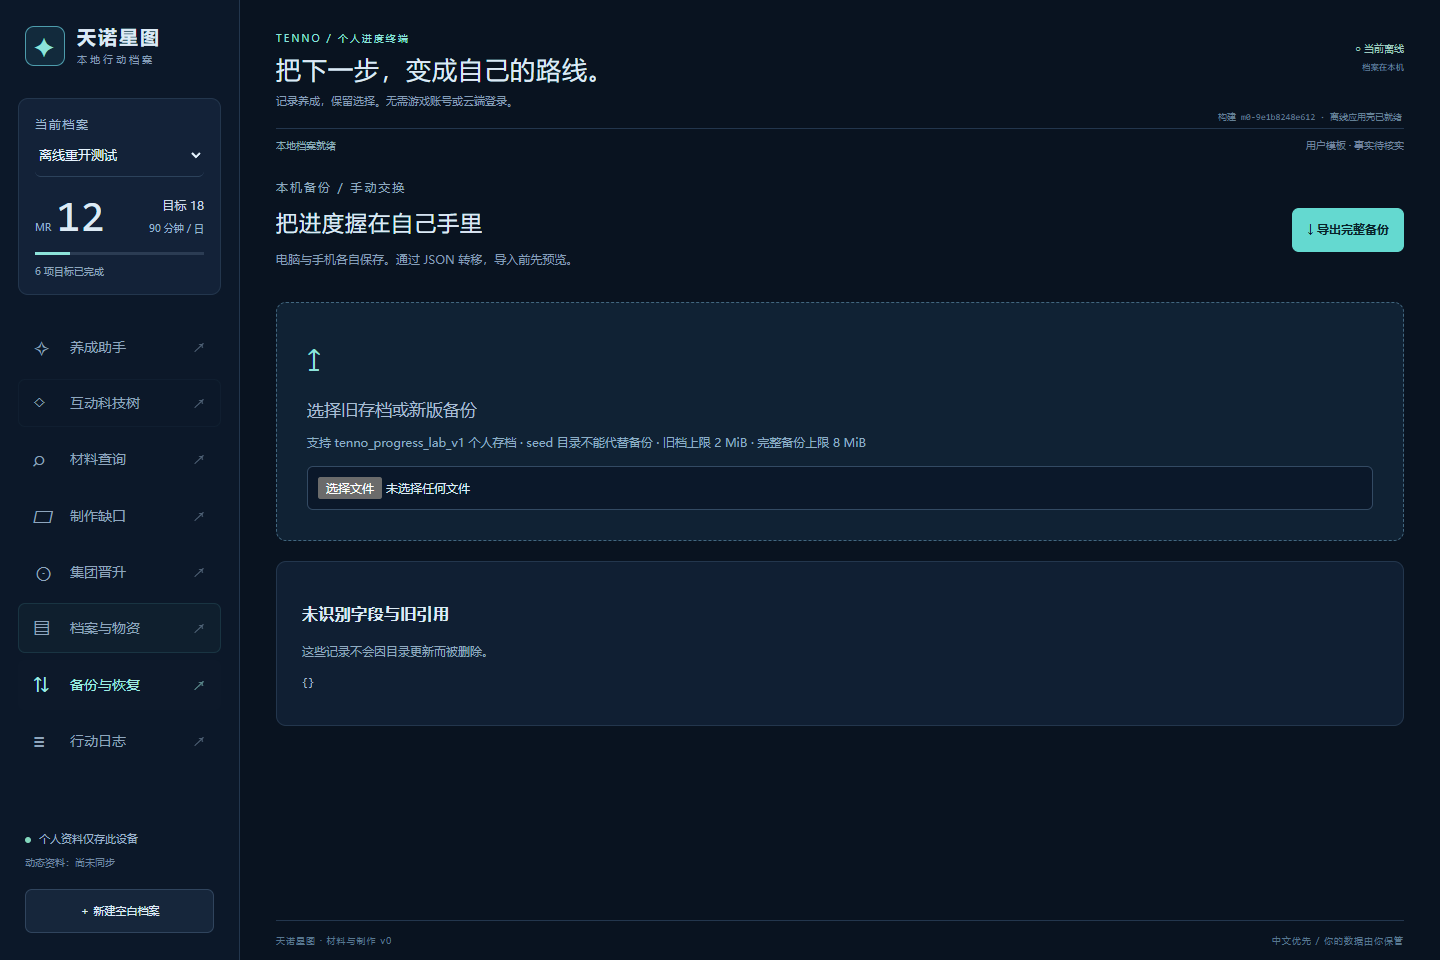 天诺星图
本地行动档案
当前档案
离线重开测试
MR 12
目标 18
90 分钟 / 日
6 项目标已完成
养成助手
互动科技树
材料查询
制作缺口
集团晋升
档案与物资
备份与恢复
行动日志
个人资料仅存此设备
动态资料：尚未同步
+ 新建空白档案
TENNO / 个人进度终端
把下一步，变成自己的路线。
记录养成，保留选择。无需游戏账号或云端登录。
当前离线
档案在本机
构建 m0-9e1b8248e612 · 离线应用壳已就绪
本地档案就绪
用户模板 · 事实待核实
本机备份 / 手动交换
把进度握在自己手里
电脑与手机各自保存。通过 JSON 转移，导入前先预览。
↓ 导出完整备份
选择旧存档或新版备份
支持 tenno_progress_lab_v1 个人存档 · seed 目录不能代替备份 · 旧档上限 2 MiB · 完整备份上限 8 MiB
选择文件 未选择任何文件
未识别字段与旧引用
这些记录不会因目录更新而被删除。
{}
天诺星图 · 材料与制作 v0
中文优先 / 你的数据由你保管